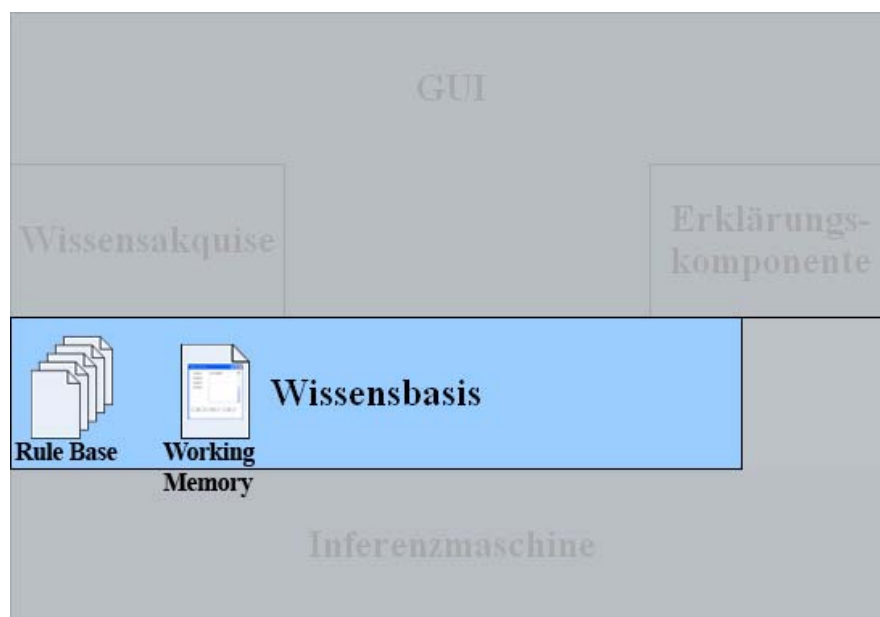 GUI
Wissensakquise
Erklärungs-
komponente
Wissensbasis
Rule Base
Working
Memory
Inferenzmaschine